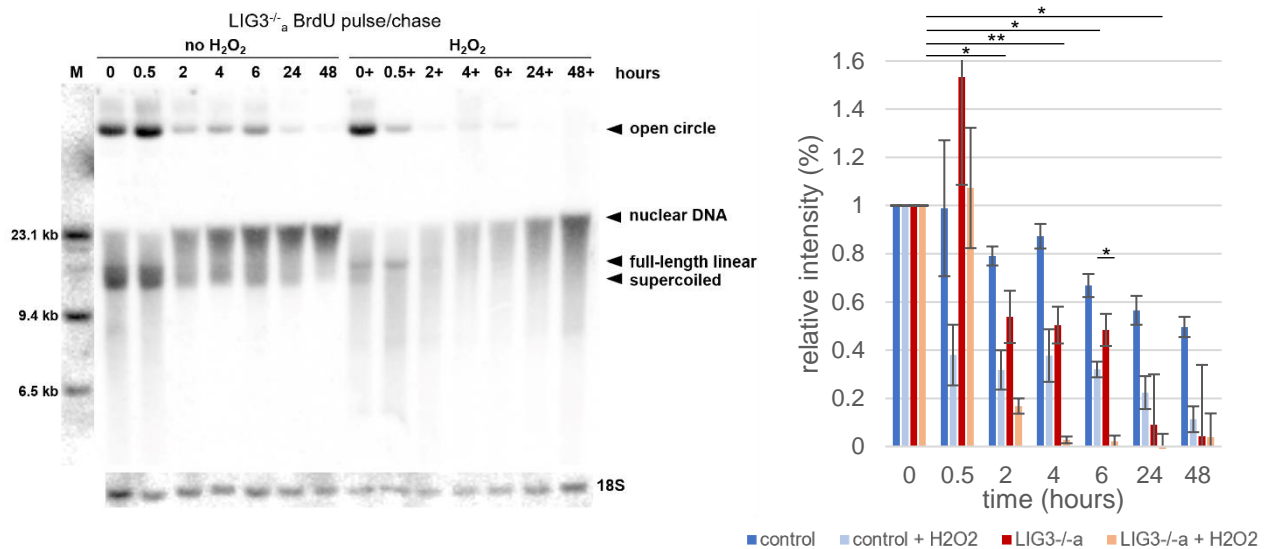 LIG3-/-a BrdU pulse/chase
no H2O2 H2O2
M 0 0.5 2 4 6 24 48 0+ 0.5+ 2+ 4+ 6+ 24+ 48+ hours
open circle
nuclear DNA
23.1 kb
full-length linear
supercoiled
9.4 kb
6.5 kb
18S
*
*
**
*
1.6
1.4
1.2
1
0.8
0.6
0.4
0.2
0
*
relative intensity (%)
0 0.5 2 4 6 24 48
time (hours)
control control + H2O2 LIG3-/-a LIG3-/-a + H2O2